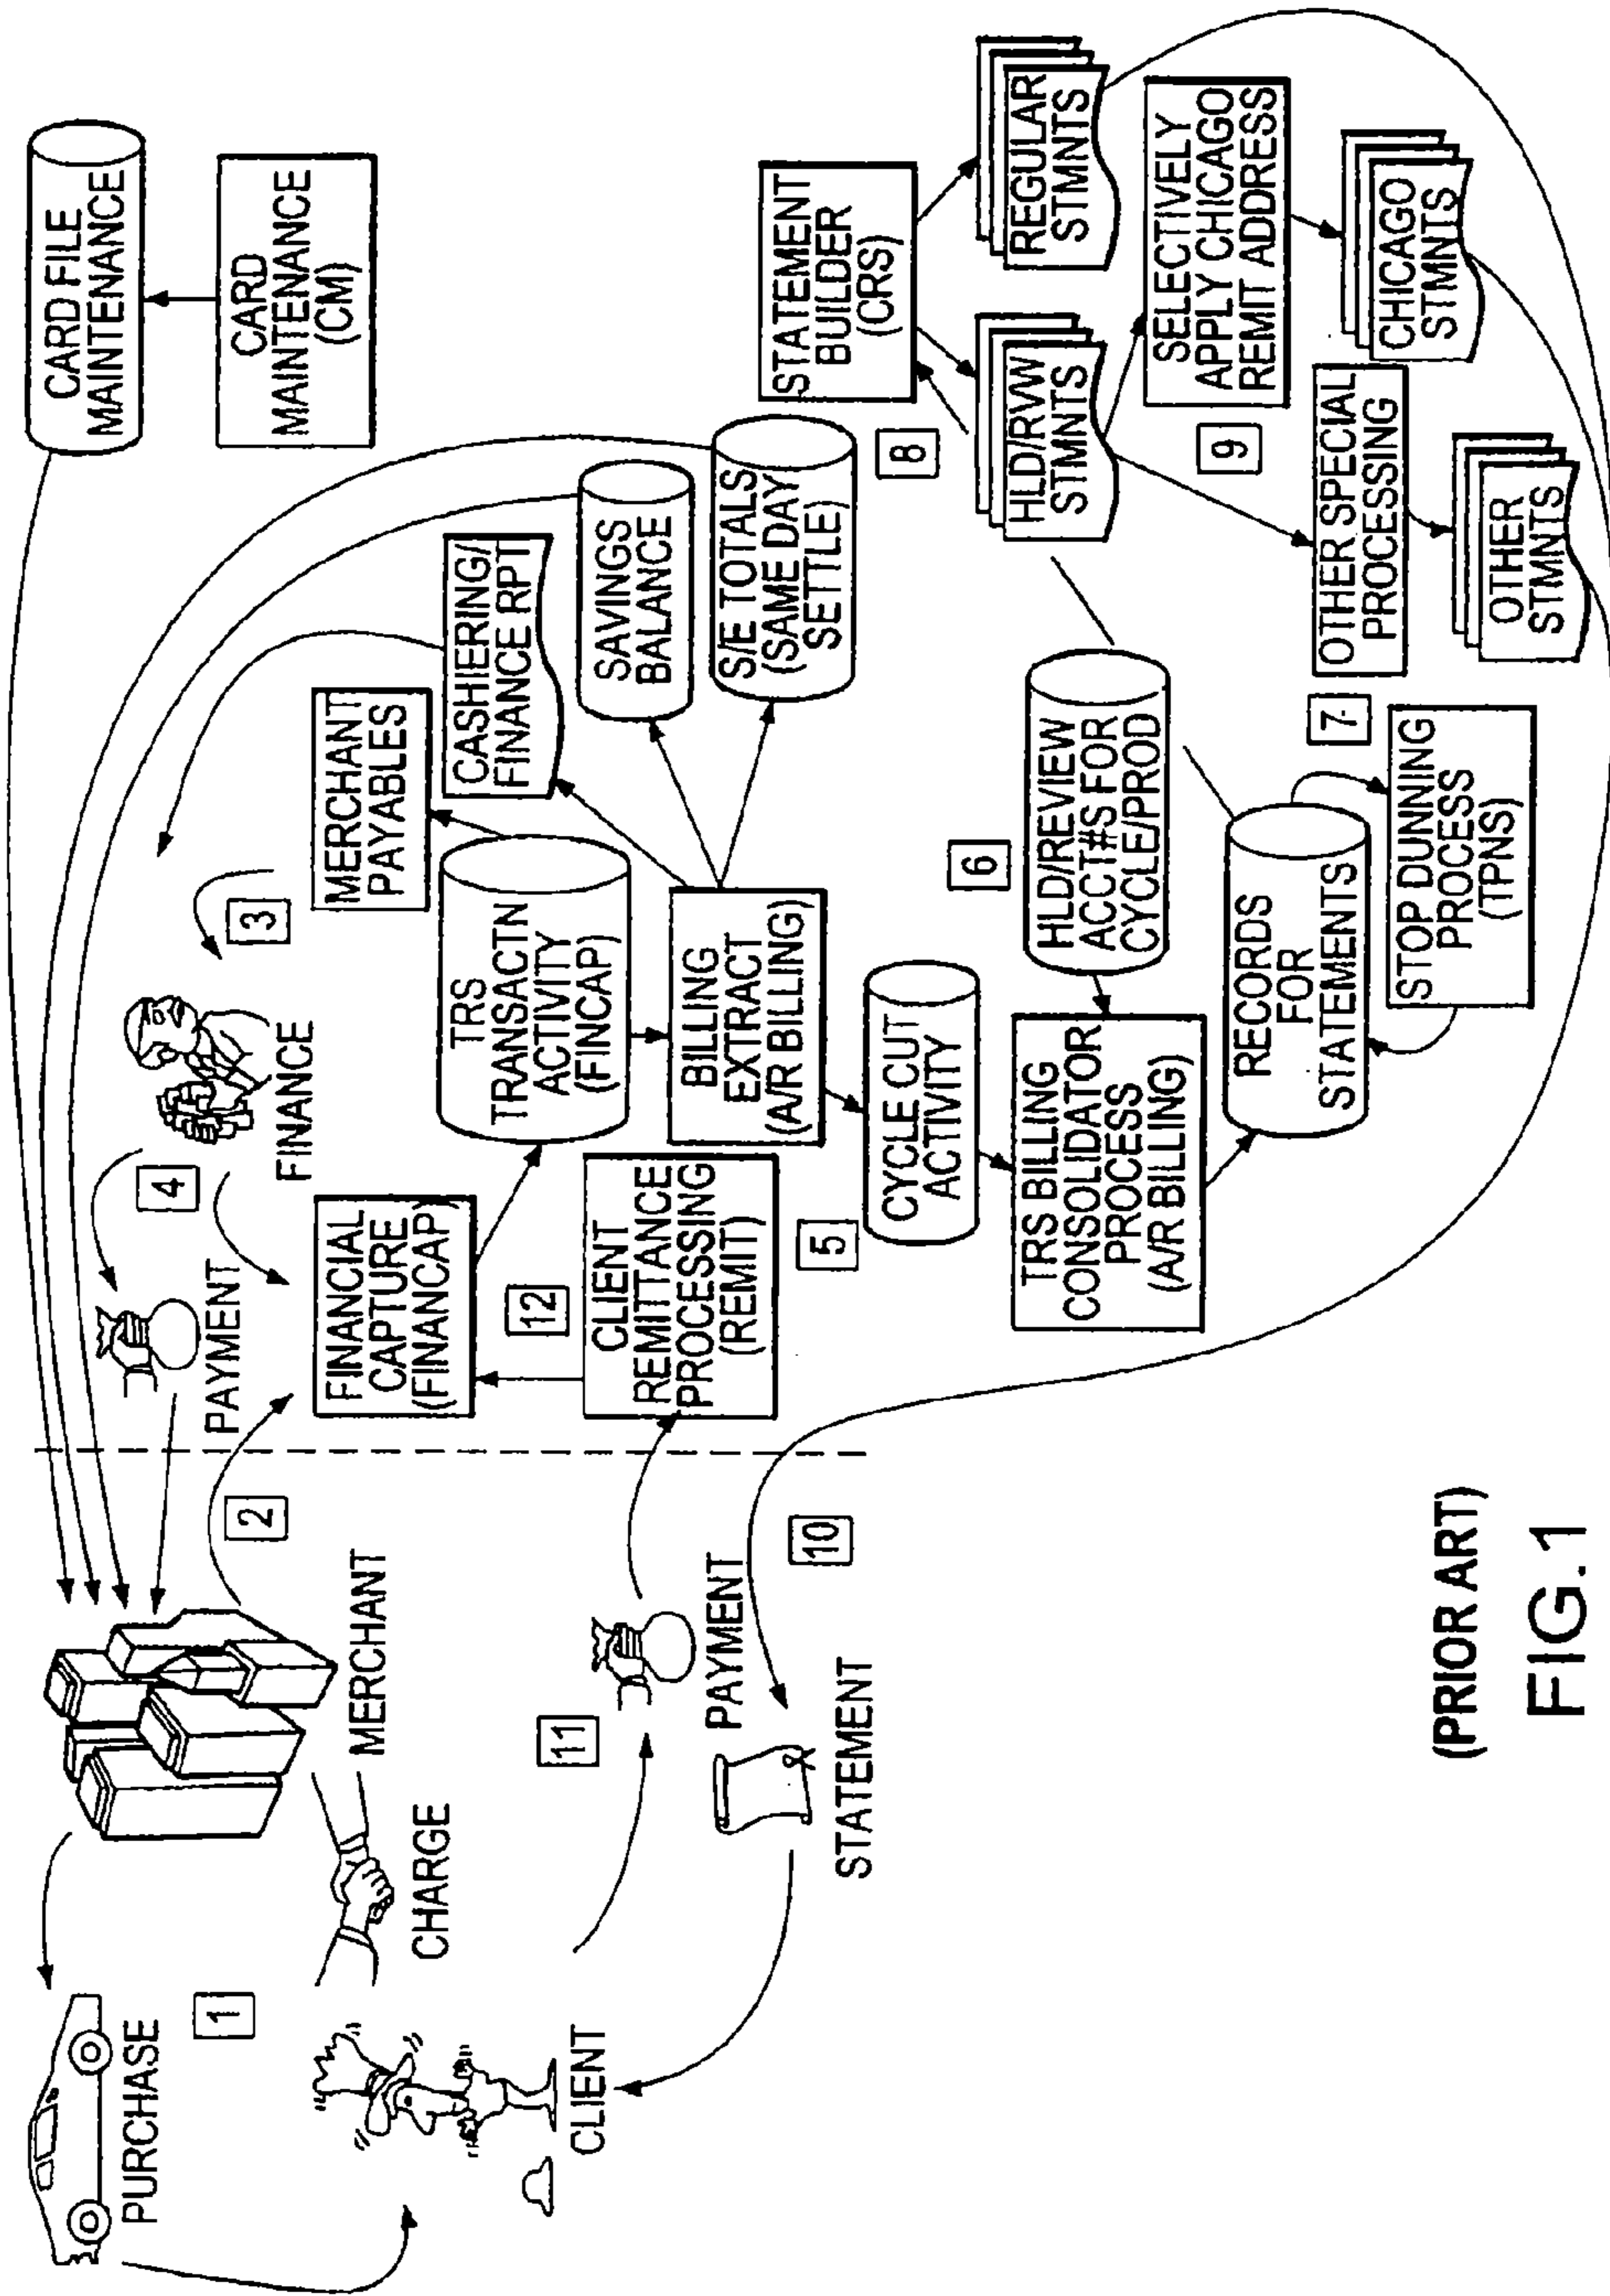 PURCHASE
1
CLIENT
CHARGE
MERCHANT
2
11
PAYMENT
STATEMENT
10
PAYMENT
4
FINANCE
3
FINANCIAL
CAPTURE
(FINANCAP)
12
CLIENT
REMITTANCE
PROCESSING
(REMIT)
TRS
TRANSACTN
ACTIVITY
(FINCAP)
MERCHANT
PAYABLES
BILLING
EXTRACT
(A/R BILLING)
CASHIERING/
FINANCE RPT
SAVINGS
BALANCE
S/E TOTALS
(SAME DAY
SETTLE)
CARD FILE
MAINTENANCE
CARD
MAINTENANCE
(CM)
5
CYCLE CUT
ACTIVITY
TRS BILLING
CONSOLIDATOR
PROCESS
(A/R BILLING)
6
HLD/REVIEW
ACCT#S FOR
CYCLE/PROD
RECORDS
FOR
STATEMENTS
7
STOP DUNNING
PROCESS
(TPNS)
8
STATEMENT
BUILDER
(CRS)
HLD/RVW
STMNTS
REGULAR
STMNTS
9
SELECTIVELY
APPLY CHICAGO
REMIT ADDRESS
OTHER SPECIAL
PROCESSING
CHICAGO
STMNTS
OTHER
STMNTS
(PRIOR ART)
FIG.1